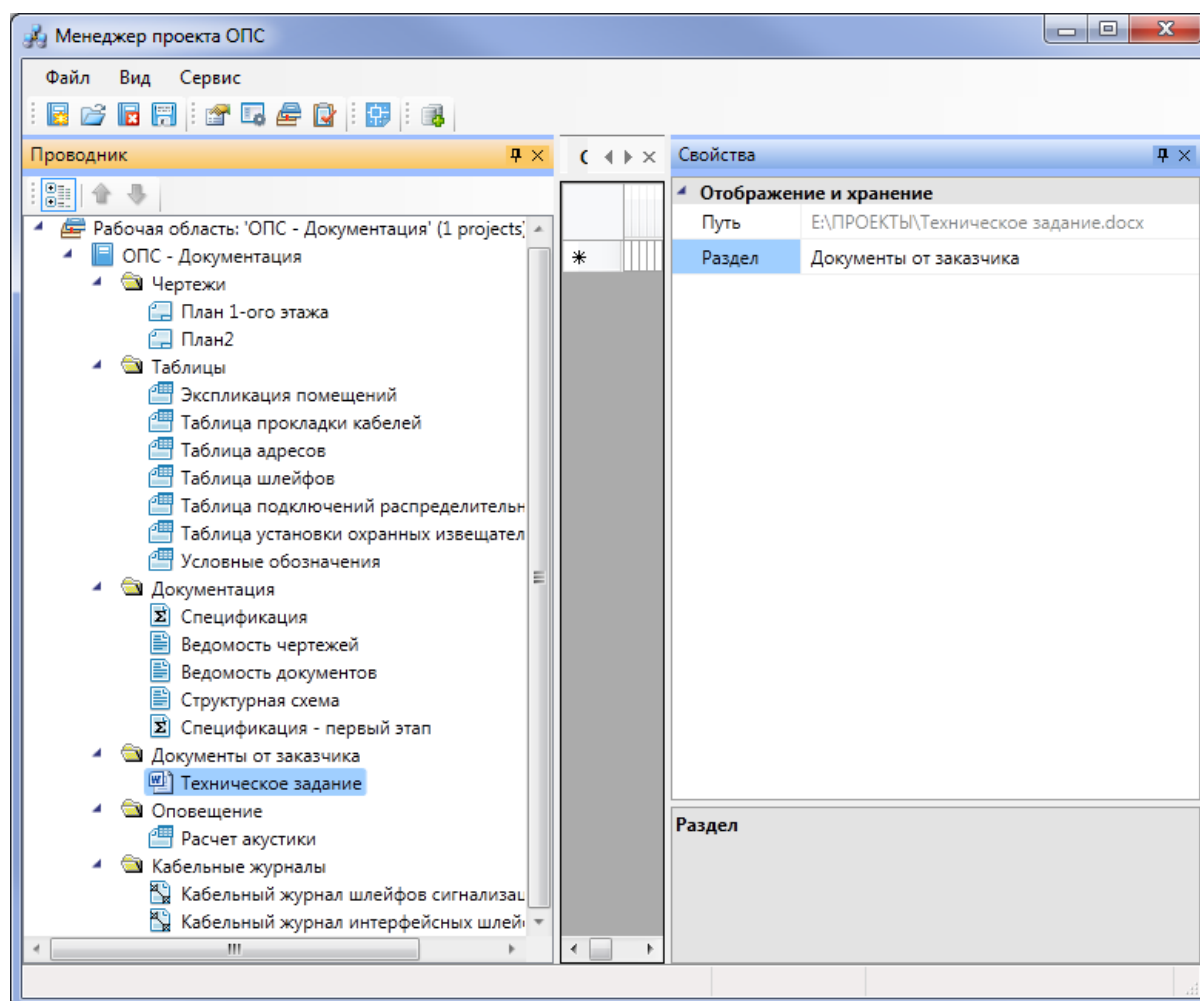 Менеджер проекта ОПС
Файл Вид Сервис
Проводник
Свойства
Рабочая область: 'ОПС - Документация' (1 projects)
ОПС - Документация
Чертежи
План 1-ого этажа
План2
Таблицы
Экспликация помещений
Таблица прокладки кабелей
Таблица адресов
Таблица шлейфов
Таблица подключений распределительн
Таблица установки охранных извещател
Условные обозначения
Документация
Спецификация
Ведомость чертежей
Ведомость документов
Структурная схема
Спецификация - первый этап
Документы от заказчика
Техническое задание
Оповещение
Расчет акустики
Кабельные журналы
Кабельный журнал шлейфов сигнализац
Кабельный журнал интерфейсных шлей
Отображение и хранение
Путь E:\ПРОЕКТЫ\Техническое задание.docx
Раздел Документы от заказчика
Раздел